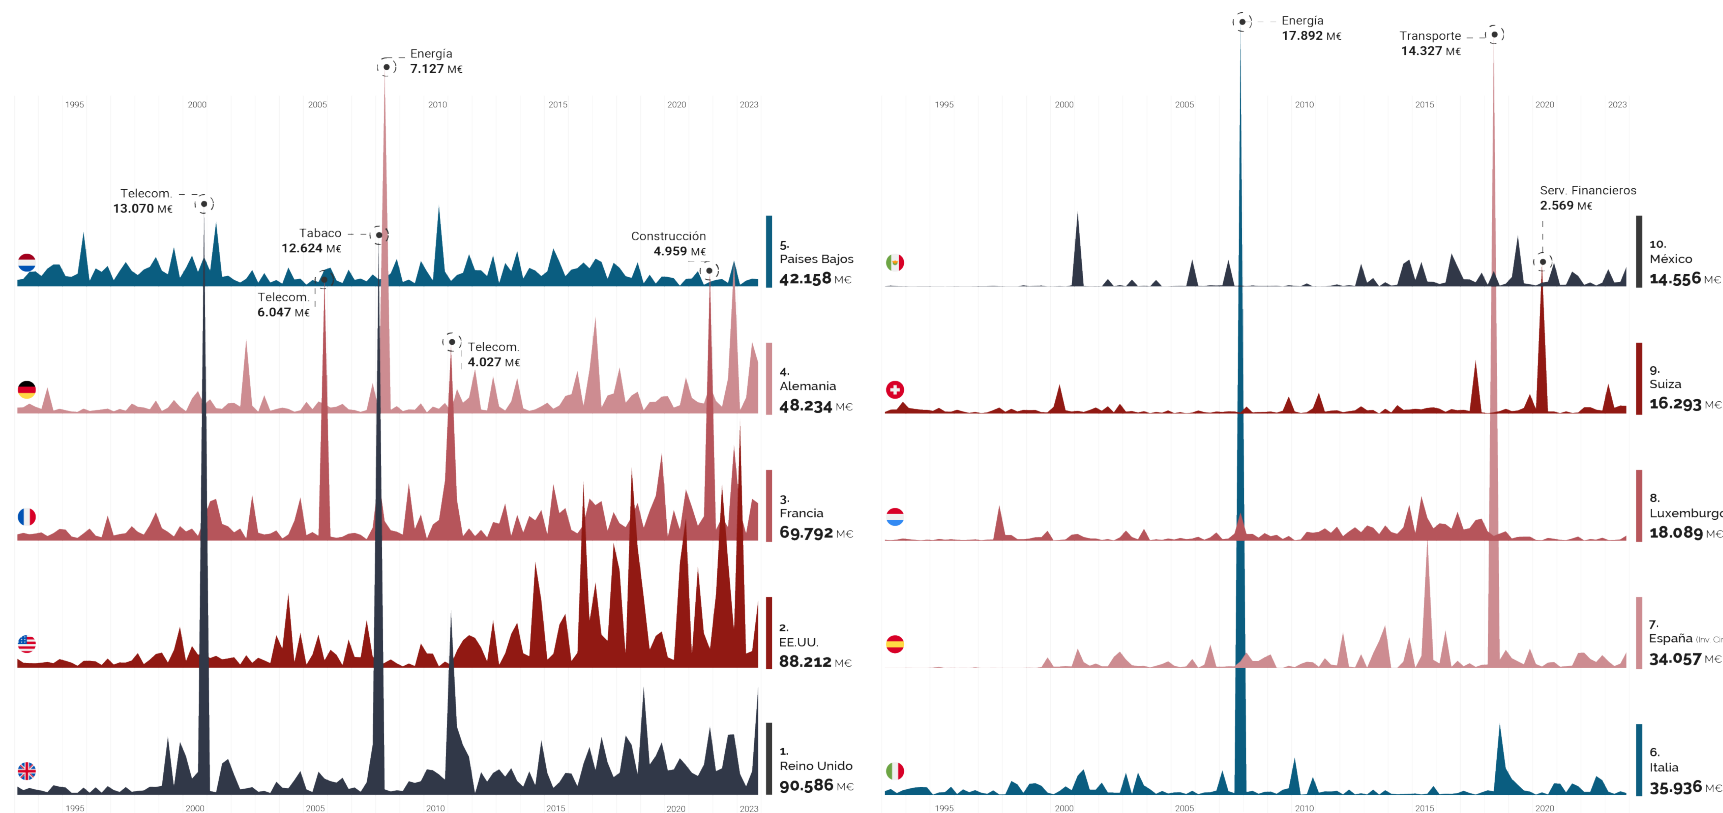 Energía
7.127 M€
1995 2000 2005 2010 2015 2020 2023
Telecom.
13.070 M€
Tabaco
12.624 M€
Construcción
4.959 M€
5.
Países Bajos
42.158 M€
Telecom.
6.047 M€
Telecom.
4.027 M€
4.
Alemania
48.234 M€
3.
Francia
69.792 M€
2.
EE.UU.
88.212 M€
1.
Reino Unido
90.586 M€
1995 2000 2005 2010 2015 2020 2023
Energía
17.892 M€
Transporte
14.327 M€
1995 2000 2005 2010 2015 2020 2023
Serv. Financieros
2.569 M€
10.
México
14.556 M€
9.
Suiza
16.293 M€
8.
Luxemburgo
18.089 M€
7.
España (Inv. Cir
34.057 M€
6.
Italia
35.936 M€
1995 2000 2005 2010 2015 2020